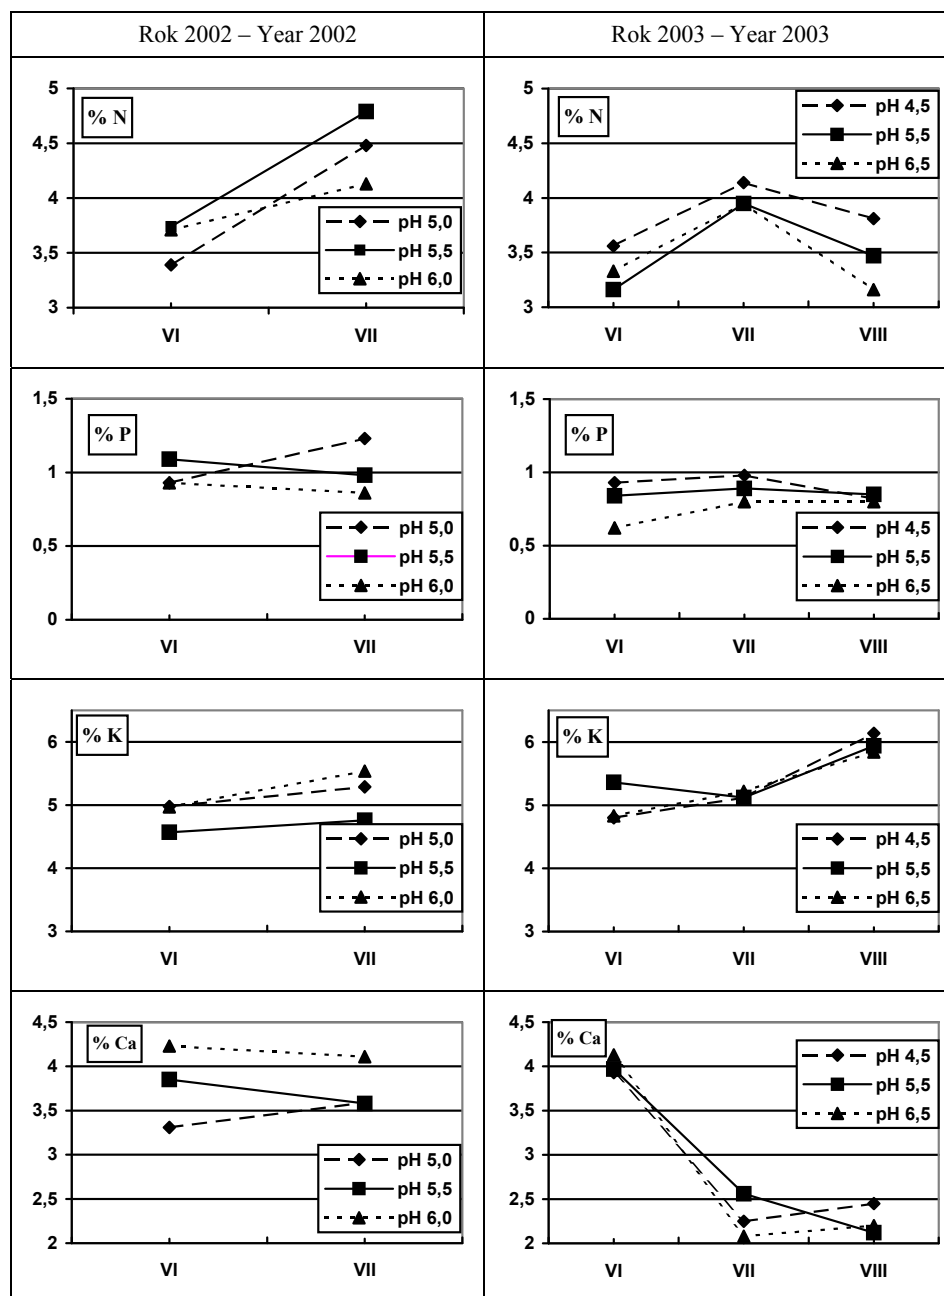 Rok 2002 – Year 2002
Rok 2003 – Year 2003
% N
5
4,5
4
3,5
3
VI
VII
pH 5,0
pH 5,5
pH 6,0
% N
5
4,5
4
3,5
3
VI
VII
VIII
pH 4,5
pH 5,5
pH 6,5
% P
1,5
1
0,5
0
VI
VII
pH 5,0
pH 5,5
pH 6,0
% P
1,5
1
0,5
0
VI
VII
VIII
pH 4,5
pH 5,5
pH 6,5
% K
6
5
4
3
VI
VII
pH 5,0
pH 5,5
pH 6,0
% K
6
5
4
3
VI
VII
VIII
pH 4,5
pH 5,5
pH 6,5
% Ca
4,5
4
3,5
3
2,5
2
VI
VII
pH 5,0
pH 5,5
pH 6,0
% Ca
4,5
4
3,5
3
2,5
2
VI
VII
VIII
pH 4,5
pH 5,5
pH 6,5